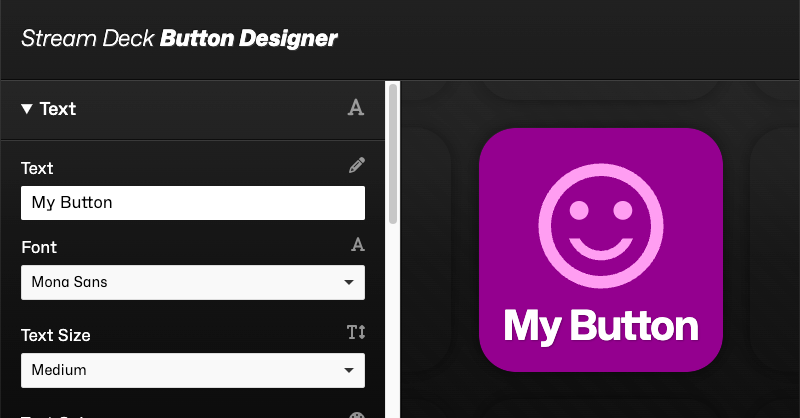 Stream Deck Button Designer
Text
Text
My Button
Font
Mona Sans
Text Size
Medium
My Button